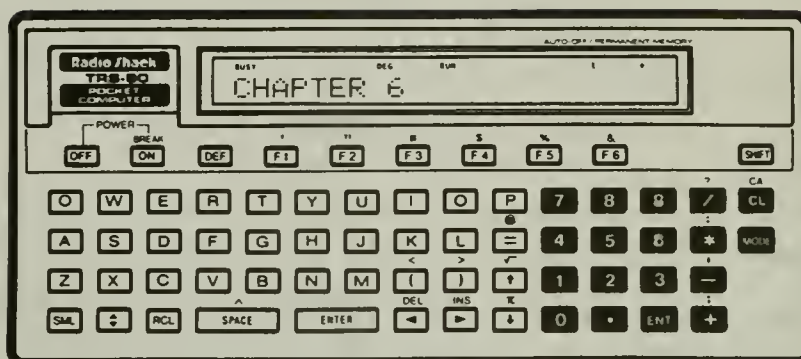 AUTO-OFF / PERMANENT MEMORY
Radio Shack
TRS-80
POCKET
COMPUTER
BUSY DEG RUN
CHAPTER 6
POWER
BREAK
! " # $ % &
OFF ON DEF F1 F2 F3 F4 F5 F6 SHIFT
? CA
Q W E R T Y U I O P 7 8 9 / CL
@ :
A S D F G H J K L = 4 5 6 * MODE
< > √ ,
Z X C V B N M ( ) ↑ 1 2 3 −
^ DEL INS π ;
SML ⬍ RCL SPACE ENTER ◄ ► ↓ 0 • ENT +